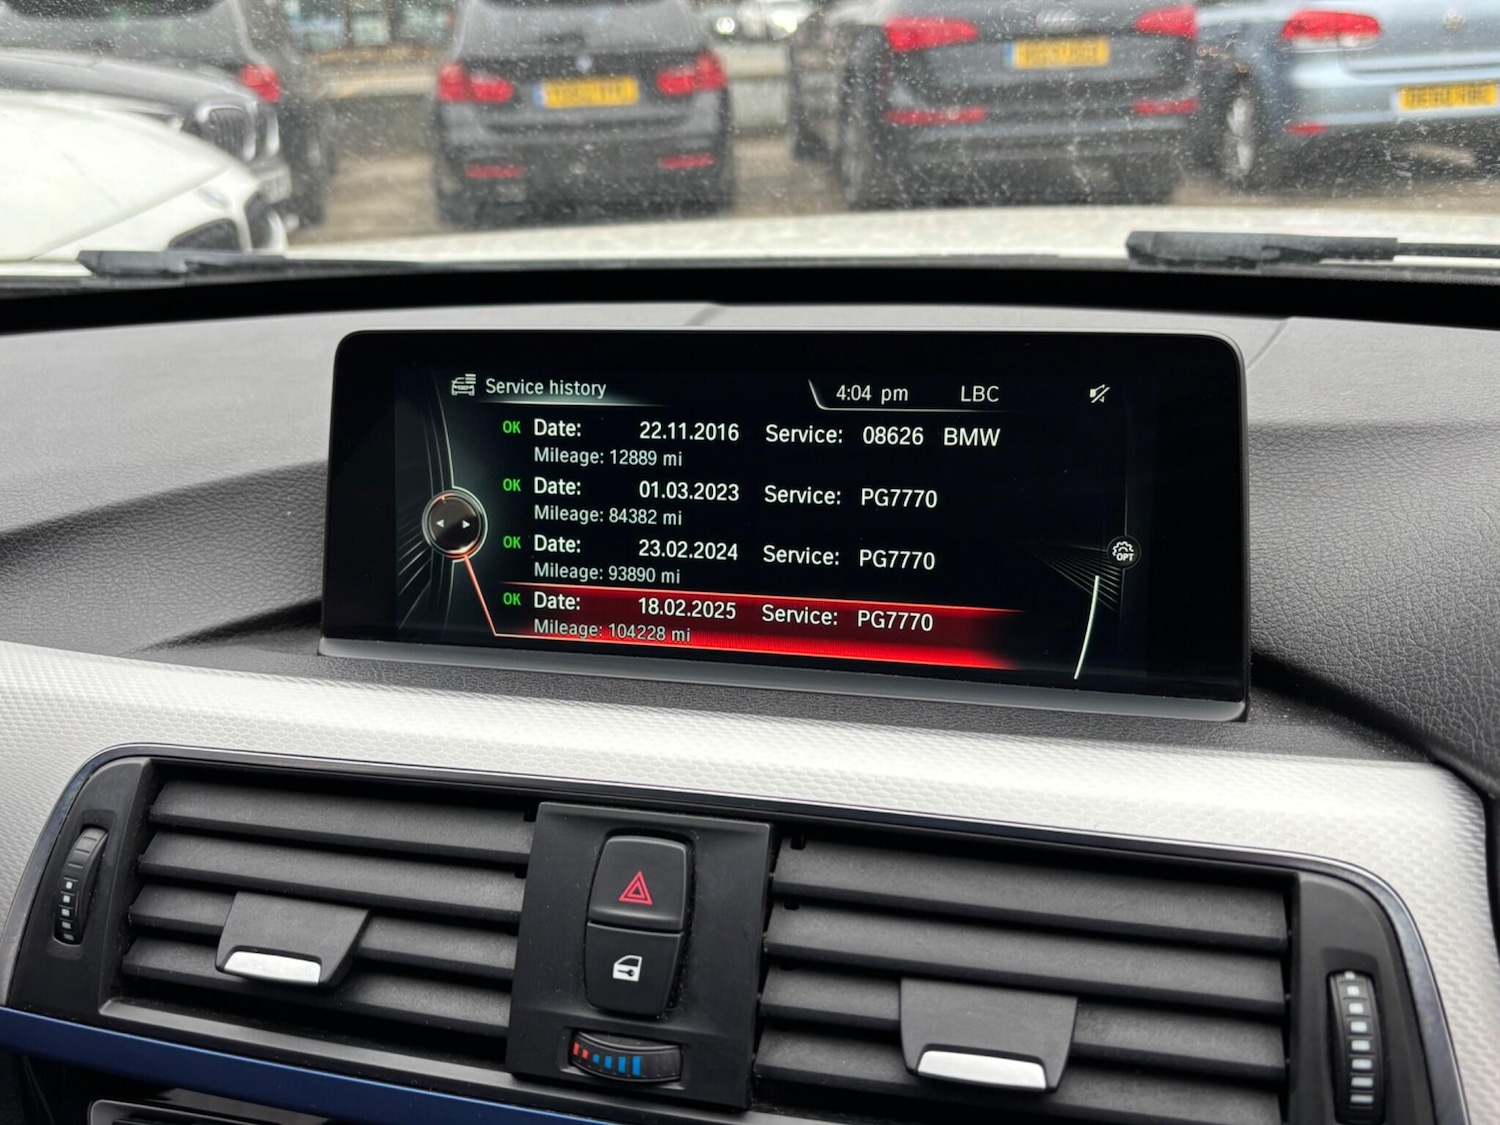 Service history 4:04 pm LBC
OK Date: 22.11.2016 Service: 08626 BMW
Mileage: 12889 mi
OK Date: 01.03.2023 Service: PG7770
Mileage: 84382 mi
OK Date: 23.02.2024 Service: PG7770
Mileage: 93890 mi
OPT
OK Date: 18.02.2025 Service: PG7770
Mileage: 104228 mi